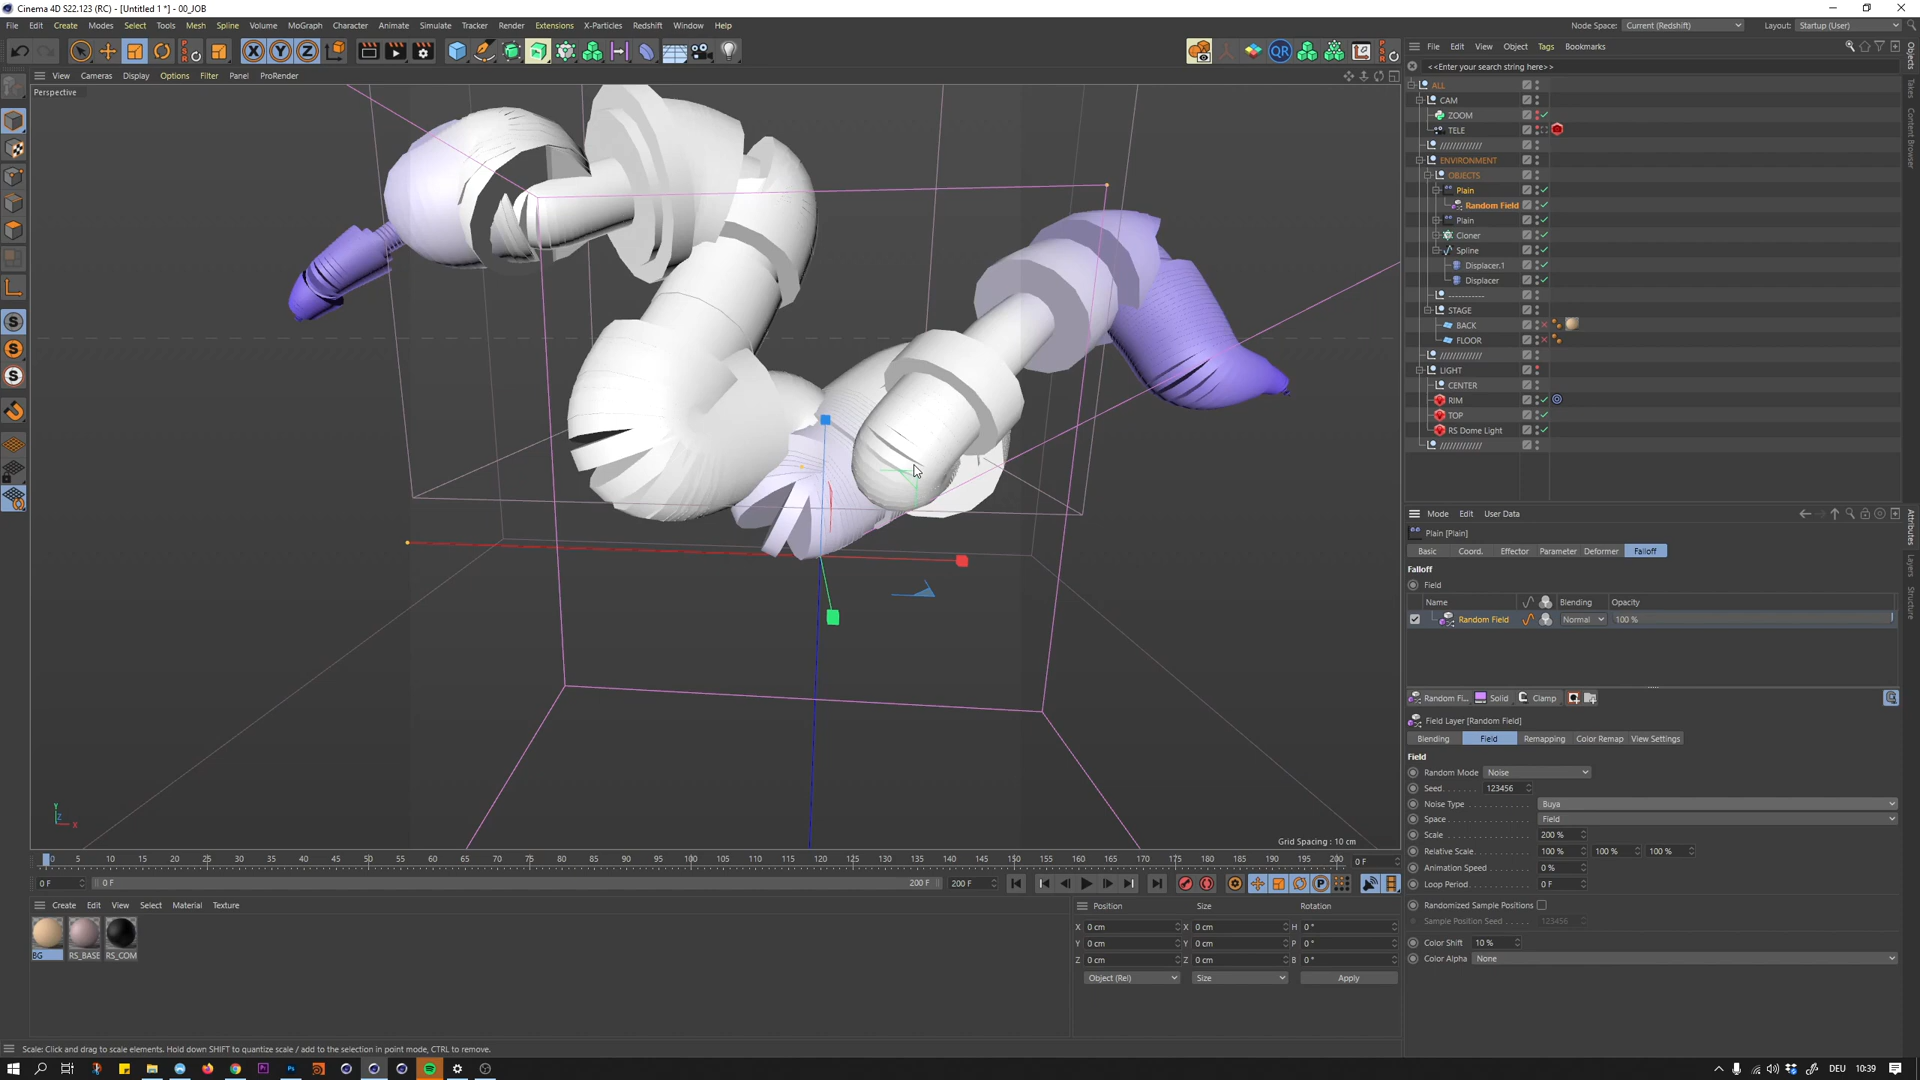 Cinema 4D S22.123 (RC) - [Untitled 1 *] - 00_JOB
File Edit Create Modes Select Tools Mesh Spline Volume MoGraph Character Animate Simulate Tracker Render Extensions X-Particles Redshift Window Help
Node Space: Current (Redshift) Layout: Startup (User)
PSR QR PSR
File Edit View Object Tags Bookmarks
<<Enter your search string here>>
View Cameras Display Options Filter Panel ProRender
Perspective
ALL
CAM
ZOOM
TELE
/////////////
ENVIRONMENT
OBJECTS
Plain
Random Field
Plain
Cloner
Spline
Displacer.1
Displacer
-----------
STAGE
BACK
FLOOR
/////////////
LIGHT
CENTER
RIM
TOP
RS Dome Light
/////////////
Objects
Takes
Content Browser
Mode Edit User Data
Plain [Plain]
Basic Coord. Effector Parameter Deformer Falloff
Falloff
Field
Name Blending Opacity
Random Field Normal 100 %
Random Fi... Solid Clamp
Field Layer [Random Field]
Blending Field Remapping Color Remap View Settings
Field
Random Mode Noise
Seed. . . . . . . 123456
Noise Type Buya
Space Field
Scale 200 %
Relative Scale 100 % 100 % 100 %
Animation Speed 0 %
Loop Period 0 F
Randomized Sample Positions
Sample Position Seed 123456
Color Shift 10 %
Color Alpha None
Attributes
Layers
Structure
Y
Z
X
Grid Spacing : 10 cm
0 5 10 15 20 25 30 35 40 45 50 55 60 65 70 75 80 85 90 95 100 105 110 115 120 125 130 135 140 145 150 155 160 165 170 175 180 185 190 195 200 0 F
0 F 0 F 200 F 200 F
Create Edit View Select Material Texture
BG RS_BASE RS_COM
Position Size Rotation
X 0 cm X 0 cm H 0 °
Y 0 cm Y 0 cm P 0 °
Z 0 cm Z 0 cm B 0 °
Object (Rel) Size Apply
Scale: Click and drag to scale elements. Hold down SHIFT to quantize scale / add to the selection in point mode, CTRL to remove.
DEU 10:39